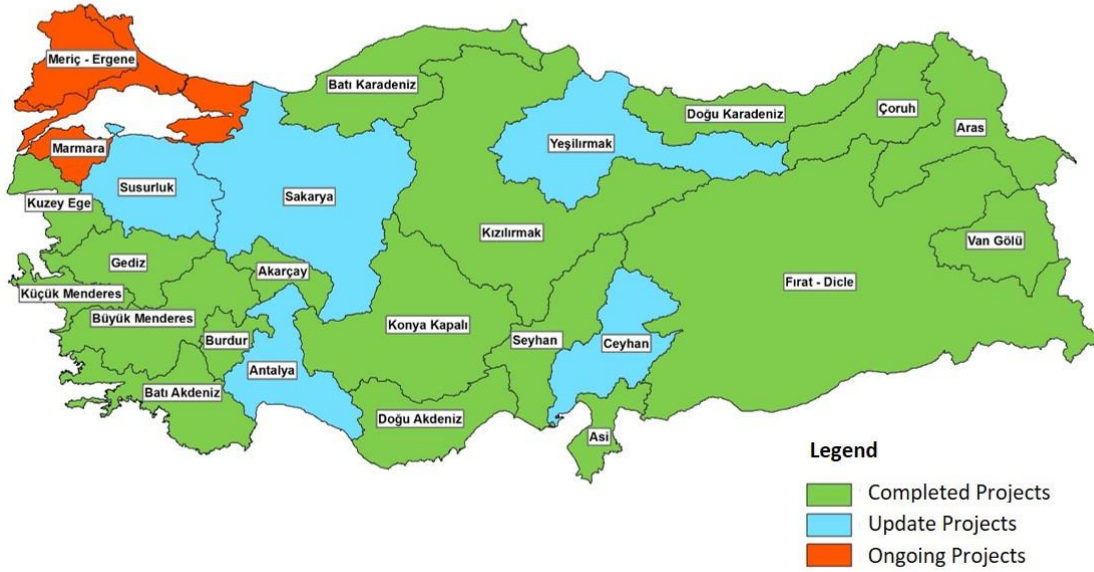 Meriç - Ergene
Batı Karadeniz
Çoruh
Doğu Karadeniz
Aras
Marmara
Yeşilırmak
Susurluk
Sakarya
Kuzey Ege
Kızılırmak
Van Gölü
Gediz
Akarçay
Fırat - Dicle
Küçük Menderes
Büyük Menderes
Konya Kapalı
Burdur
Seyhan
Ceyhan
Antalya
Batı Akdeniz
Doğu Akdeniz
Asi
Legend
Completed Projects
Update Projects
Ongoing Projects